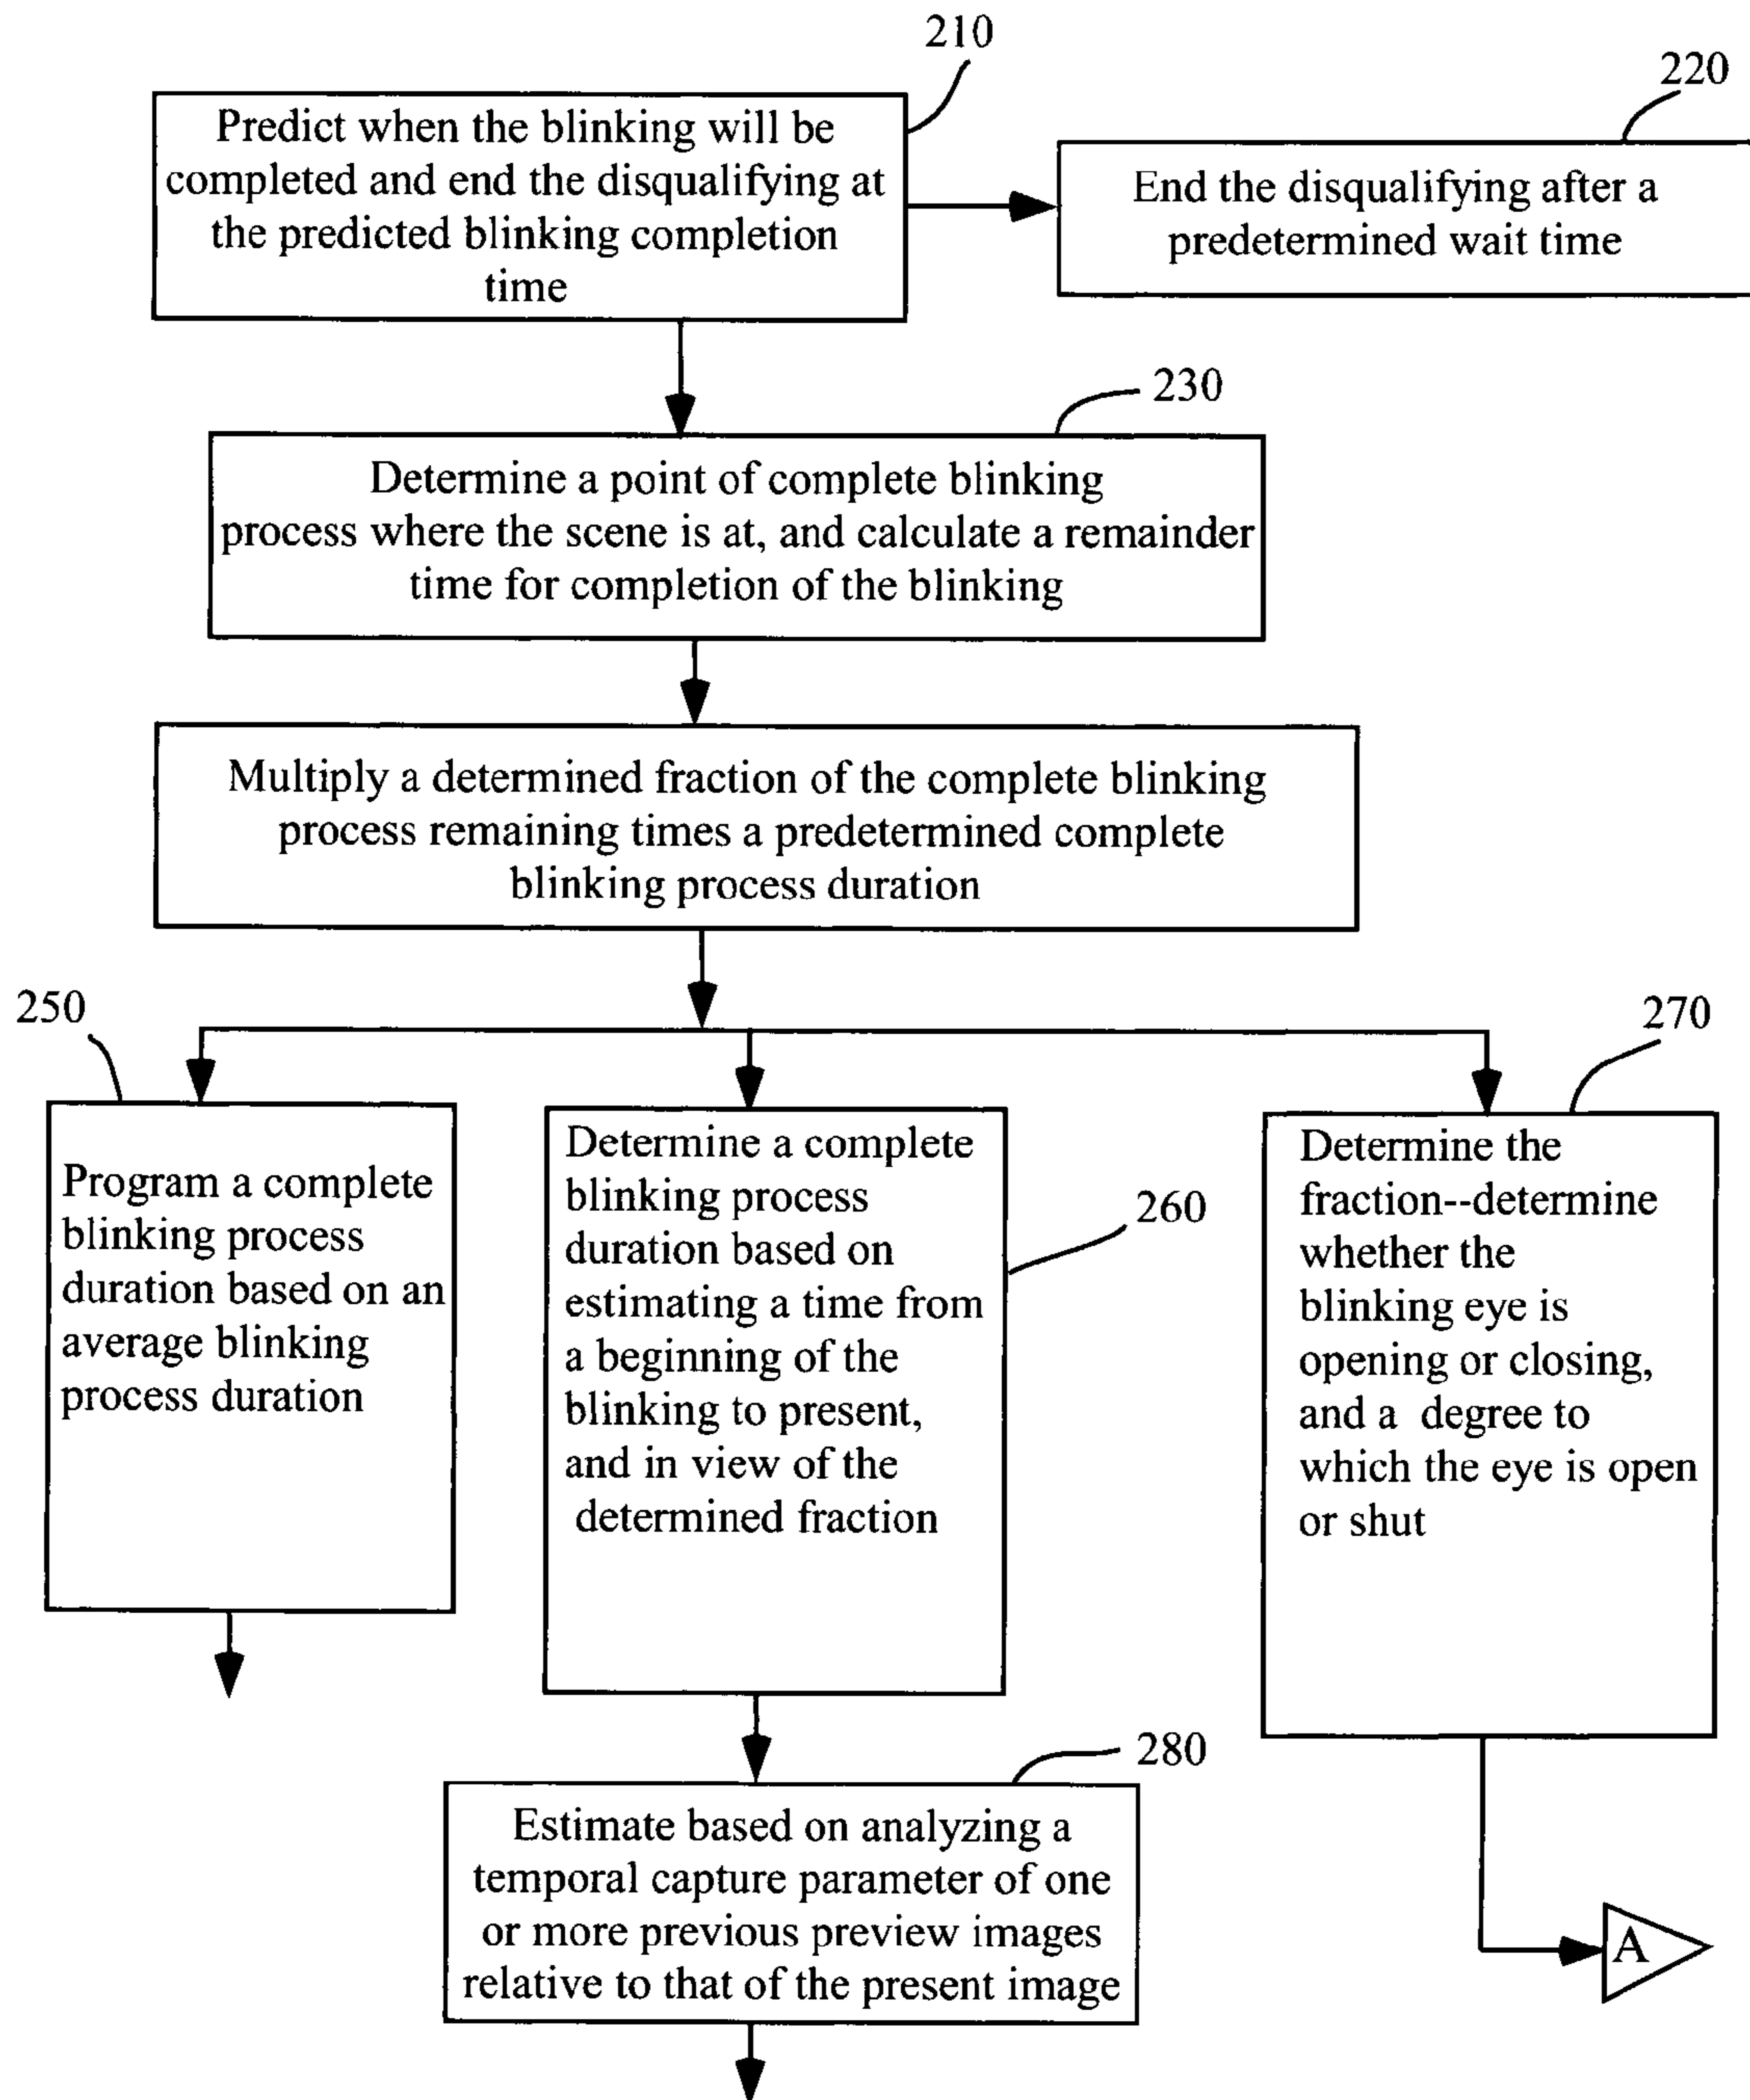 210
Predict when the blinking will be
completed and end the disqualifying at
the predicted blinking completion
time
220
End the disqualifying after a
predetermined wait time
230
Determine a point of complete blinking
process where the scene is at, and calculate a remainder
time for completion of the blinking
Multiply a determined fraction of the complete blinking
process remaining times a predetermined complete
blinking process duration
250
Program a complete
blinking process
duration based on an
average blinking
process duration
260
Determine a complete
blinking process
duration based on
estimating a time from
a beginning of the
blinking to present,
and in view of the
determined fraction
270
Determine the
fraction--determine
whether the
blinking eye is
opening or closing,
and a degree to
which the eye is open
or shut
280
Estimate based on analyzing a
temporal capture parameter of one
or more previous preview images
relative to that of the present image
A